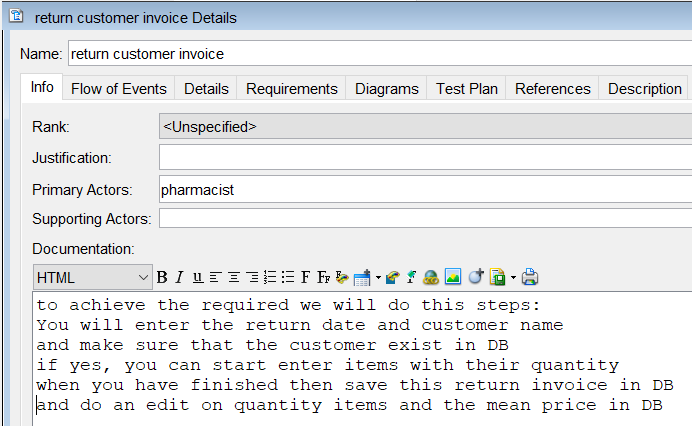 return customer invoice Details
Name: return customer invoice
Info Flow of Events Details Requirements Diagrams Test Plan References Description
Rank: <Unspecified>
Justification:
Primary Actors: pharmacist
Supporting Actors:
Documentation:
HTML B I u F FF
to achieve the required we will do this steps:
You will enter the return date and customer name
and make sure that the customer exist in DB
if yes, you can start enter items with their quantity
when you have finished then save this return invoice in DB
and do an edit on quantity items and the mean price in DB